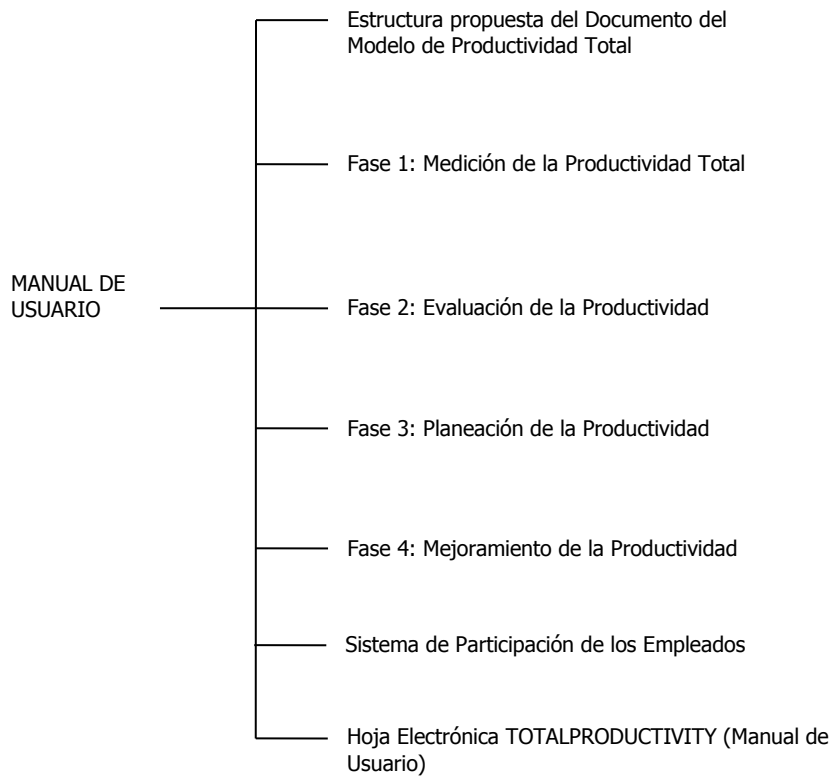 Estructura propuesta del Documento del
Modelo de Productividad Total
Fase 1: Medición de la Productividad Total
MANUAL DE
USUARIO
Fase 2: Evaluación de la Productividad
Fase 3: Planeación de la Productividad
Fase 4: Mejoramiento de la Productividad
Sistema de Participación de los Empleados
Hoja Electrónica TOTALPRODUCTIVITY (Manual de
Usuario)